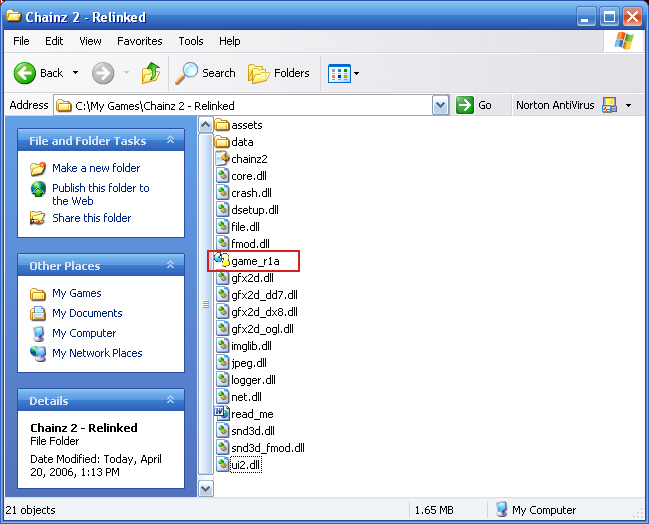 Chainz 2 - Relinked
File Edit View Favorites Tools Help
Back Search Folders
Address C:\My Games\Chainz 2 - Relinked Go Norton AntiVirus
File and Folder Tasks
Make a new folder
Publish this folder to
the Web
Share this folder
Other Places
My Games
My Documents
My Computer
My Network Places
Details
Chainz 2 - Relinked
File Folder
Date Modified: Today, April
20, 2006, 1:13 PM
assets
data
chainz2
core.dll
crash.dll
dsetup.dll
file.dll
fmod.dll
game_r1a
gfx2d.dll
gfx2d_dd7.dll
gfx2d_dx8.dll
gfx2d_ogl.dll
imglib.dll
jpeg.dll
logger.dll
net.dll
read_me
snd3d.dll
snd3d_fmod.dll
ui2.dll
21 objects 1.65 MB My Computer